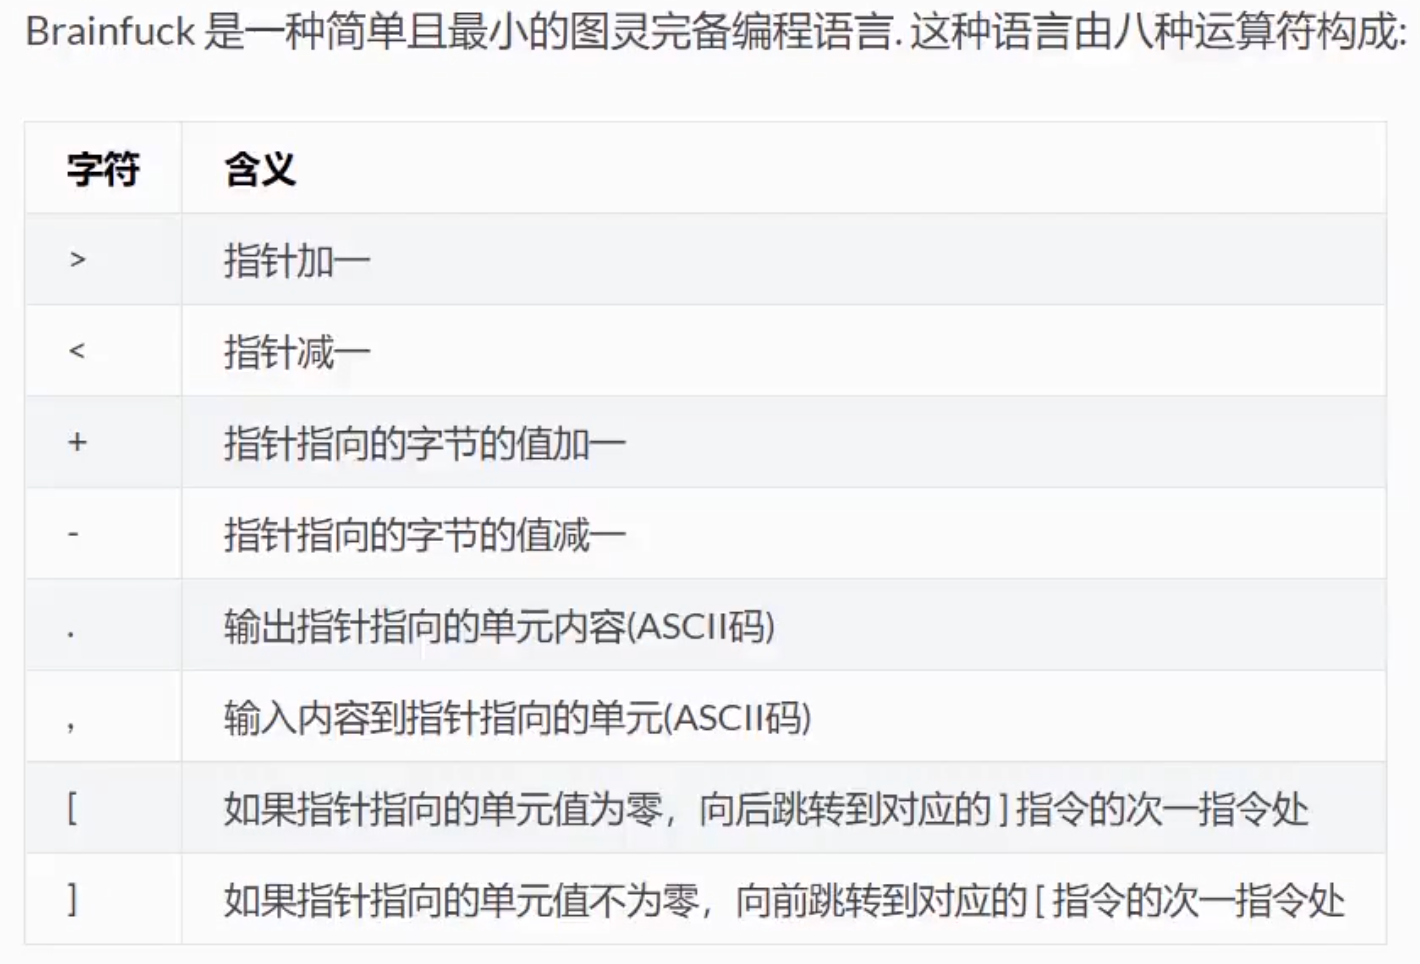 Brainfuck 是一种简单且最小的图灵完备编程语言. 这种语言由八种运算符构成:
字符 含义
> 指针加一
< 指针减一
+ 指针指向的字节的值加一
- 指针指向的字节的值减一
. 输出指针指向的单元内容(ASCII码)
, 输入内容到指针指向的单元(ASCII码)
[ 如果指针指向的单元值为零，向后跳转到对应的 ] 指令的次一指令处
] 如果指针指向的单元值不为零，向前跳转到对应的 [ 指令的次一指令处